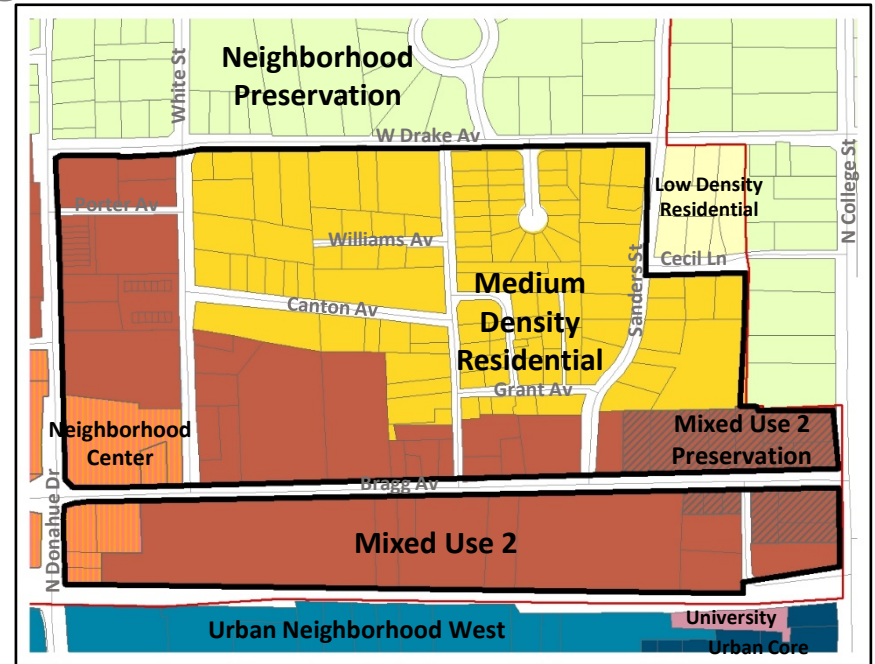 Neighborhood
Preservation
White St
W Drake Av
N College St
Low Density
Residential
Porter Av
Williams Av
Cecil Ln
Sanders St
Medium
Density
Residential
Canton Av
Grant Av
Neighborhood
Center
Mixed Use 2
Preservation
Bragg Av
N Donahue Dr
Mixed Use 2
University
Urban Neighborhood West
Urban Core